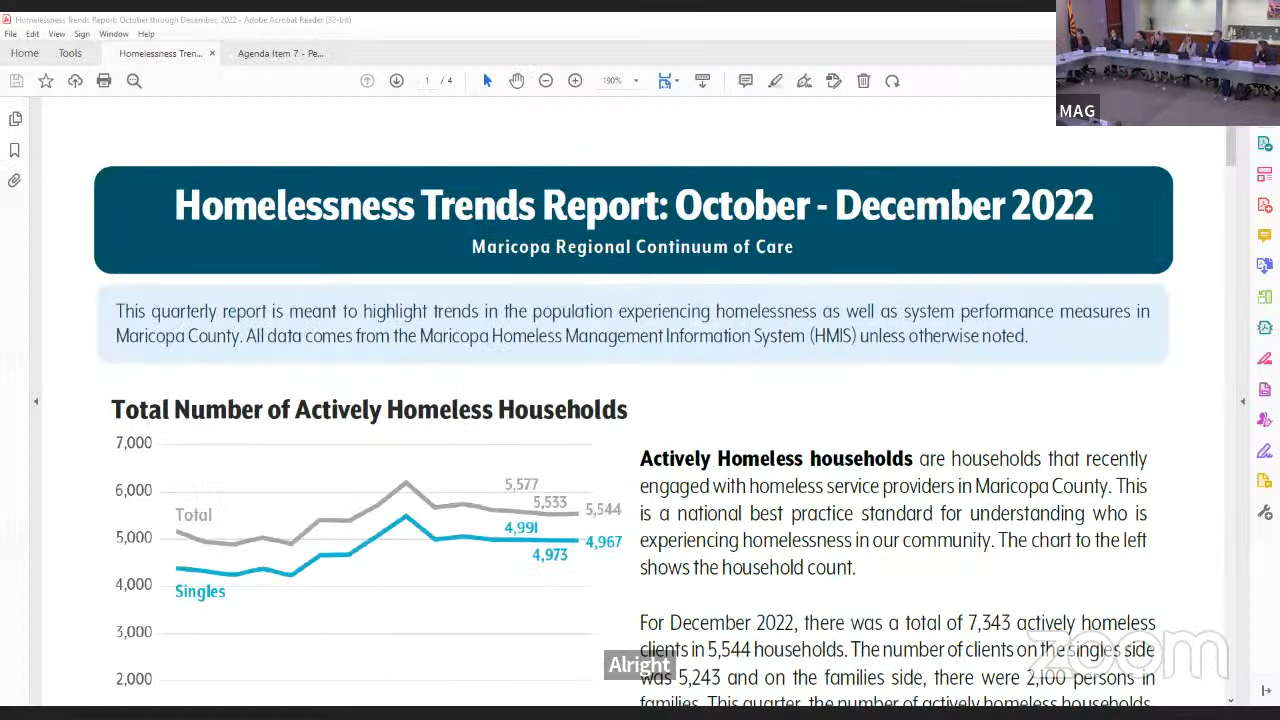 Homelessness Trends Report: October through December, 2022 - Adobe Acrobat Reader (32-bit)
File Edit View Sign Window Help
Home Tools Homelessness Tren... × Agenda Item 7 - Pe...
1 / 4 190%
MAG
Homelessness Trends Report: October - December 2022
Maricopa Regional Continuum of Care
This quarterly report is meant to highlight trends in the population experiencing homelessness as well as system performance measures in
Maricopa County. All data comes from the Maricopa Homeless Management Information System (HMIS) unless otherwise noted.
Total Number of Actively Homeless Households
7,000
6,000
5,000
4,000
3,000
2,000
Total
5,577
5,533
5,544
4,991
4,967
4,973
Singles
Actively Homeless households are households that recently
engaged with homeless service providers in Maricopa County. This
is a national best practice standard for understanding who is
experiencing homelessness in our community. The chart to the left
shows the household count.
For December 2022, there was a total of 7,343 actively homeless
clients in 5,544 households. The number of clients on the singles side
was 5,243 and on the families side, there were 2,100 persons in
families. This quarter, the number of actively homeless households,
Alright
zoom